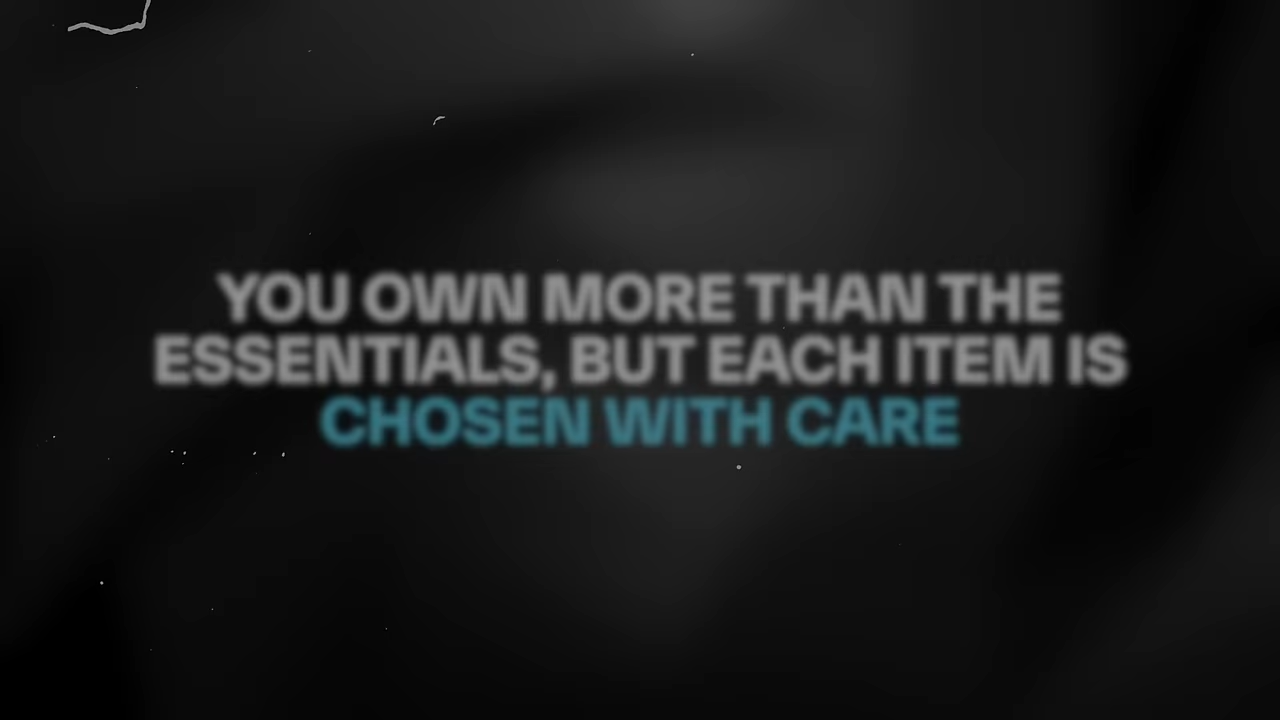 YOU OWN MORE THAN THE
ESSENTIALS, BUT EACH ITEM IS
CHOSEN WITH CARE